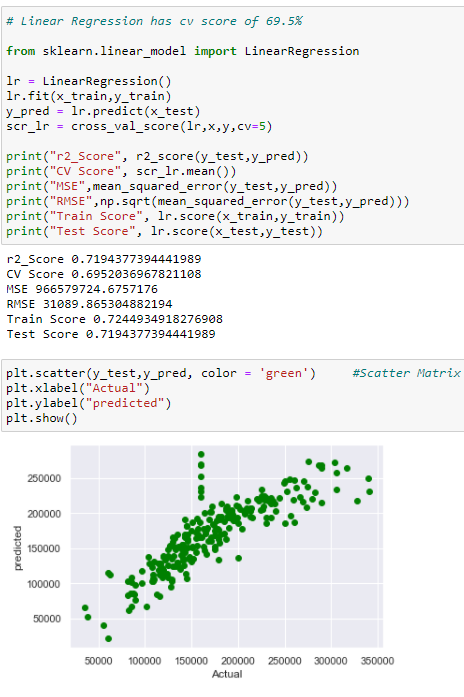 # Linear Regression has cv score of 69.5%
from sklearn.linear_model import LinearRegression
lr = LinearRegression()
lr.fit(x_train,y_train)
y_pred = lr.predict(x_test)
scr_lr = cross_val_score(lr,x,y,cv=5)
print("r2_Score", r2_score(y_test,y_pred))
print("CV Score", scr_lr.mean())
print("MSE",mean_squared_error(y_test,y_pred))
print("RMSE",np.sqrt(mean_squared_error(y_test,y_pred)))
print("Train Score", lr.score(x_train,y_train))
print("Test Score", lr.score(x_test,y_test))
r2_Score 0.7194377394441989
CV Score 0.6952036967821108
MSE 966579724.6757176
RMSE 31089.865304882194
Train Score 0.7244934918276908
Test Score 0.7194377394441989
plt.scatter(y_test,y_pred, color = 'green')     #Scatter Matrix
plt.xlabel("Actual")
plt.ylabel("predicted")
plt.show()
250000
200000
150000
100000
50000
predicted
50000 100000 150000 200000 250000 300000 350000
Actual